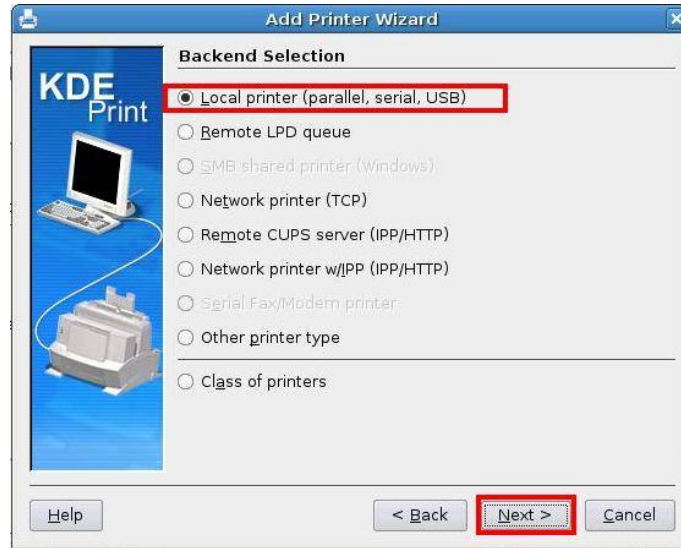 Add Printer Wizard
Backend Selection
KDE
Print
Local printer (parallel, serial, USB)
Remote LPD queue
SMB shared printer (Windows)
Network printer (TCP)
Remote CUPS server (IPP/HTTP)
Network printer w/IPP (IPP/HTTP)
Serial Fax/Modem printer
Other printer type
Class of printers
Help
< Back
Next >
Cancel